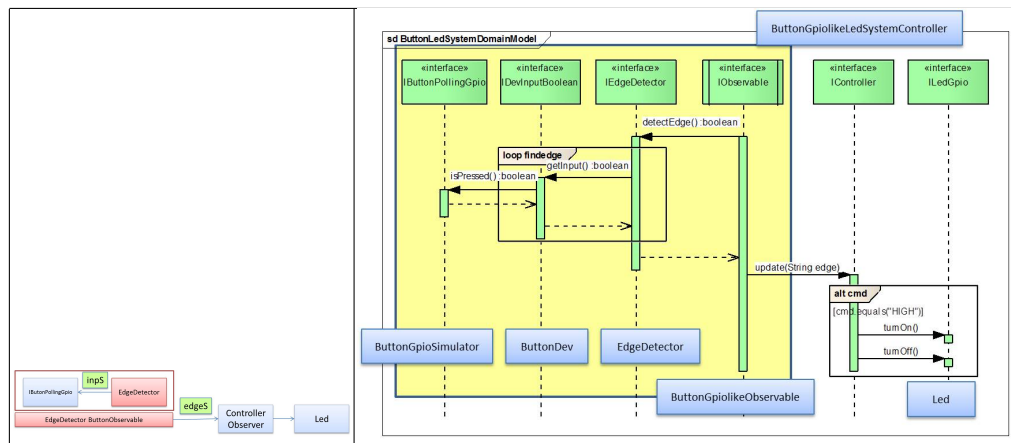 inpS
IButonPollingGpio
EdgeDetector
EdgeDetector ButtonObservable
edgeS
Controller
Observer
Led
ButtonGpiolikeLedSystemController
sd ButtonLedSystemDomainModel
«interface»
IButtonPollingGpio
«interface»
IDevInputBoolean
«interface»
IEdgeDetector
«interface»
IObservable
«interface»
IController
«interface»
ILedGpio
detectEdge() :boolean
loop findedge
getInput() :boolean
isPressed() :boolean
update(String edge)
alt cmd
[cmd.equals("HIGH")]
turnOn()
turnOff()
ButtonGpioSimulator
ButtonDev
EdgeDetector
ButtonGpiolikeObservable
Led